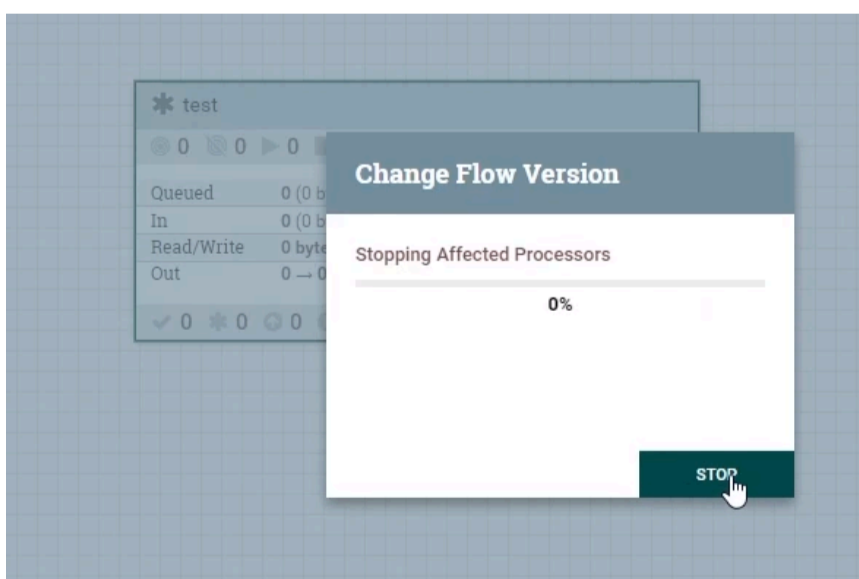 test
0 0 0
Queued 0 (0 b
In 0 (0 b
Read/Write 0 byte
Out 0 → 0
0 0 0
Change Flow Version
Stopping Affected Processors
0%
STOP